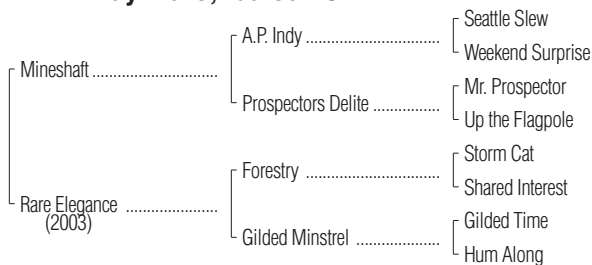 Seattle Slew
A.P. Indy
Weekend Surprise
Mineshaft
Mr. Prospector
Prospectors Delite
Up the Flagpole
Storm Cat
Forestry
Shared Interest
Rare Elegance
(2003)
Gilded Time
Gilded Minstrel
Hum Along